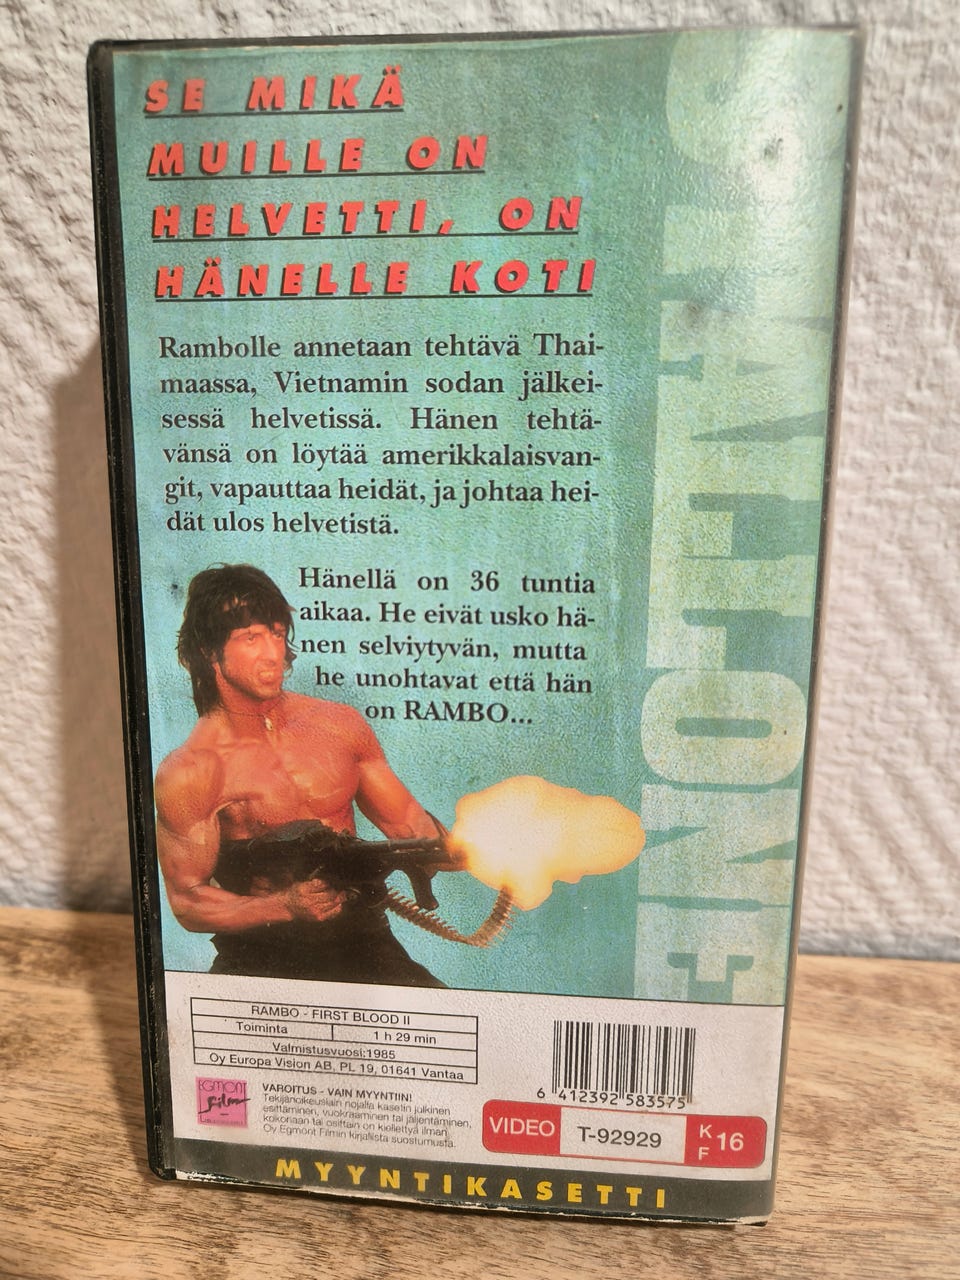 SE MIKÄ
MUILLE ON
HELVETTI, ON
HÄNELLE KOTI
Rambolle annetaan tehtävä Thai-
maassa, Vietnamin sodan jälkei-
sessä helvetissä. Hänen tehtä-
vänsä on löytää amerikkalaisvan-
git, vapauttaa heidät, ja johtaa hei-
dät ulos helvetistä.
Hänellä on 36 tuntia
aikaa. He eivät usko hä-
nen selviytyvän, mutta
he unohtavat että hän
on RAMBO...
STALLONE
RAMBO - FIRST BLOOD II
Toiminta 1 h 29 min
Valmistusvuosi:1985
Oy Europa Vision AB, PL 19, 01641 Vantaa
EGMONT
Film
VAROITUS - VAIN MYYNTIIN!
Tekijänoikeuslain nojalla kasetin julkinen
esittäminen, vuokraaminen tai jäljentäminen,
kokonaan tai osittain on kiellettyä ilman
Oy Egmont Filmin kirjallista suostumusta.
6 412392 583575
VIDEO T-92929 K F 16
MYYNTIKASETTI